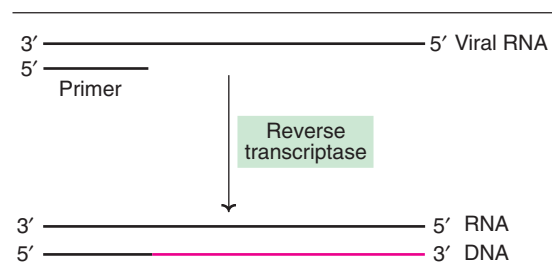 3′ 5′ Viral RNA
5′
Primer
Reverse
transcriptase
3′ 5′ RNA
5′ 3′ DNA